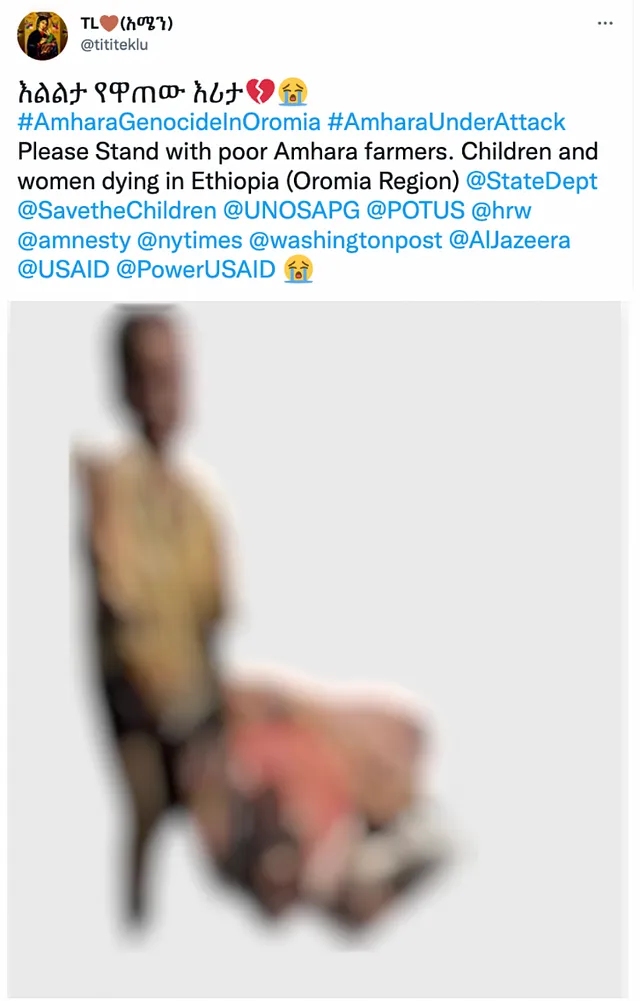 TL🤎(አሜን)
@tititeklu
እልልታ የዋጠው እሪታ💔😭
#AmharaGenocideInOromia #AmharaUnderAttack
Please Stand with poor Amhara farmers. Children and
women dying in Ethiopia (Oromia Region) @StateDept
@SavetheChildren @UNOSAPG @POTUS @hrw
@amnesty @nytimes @washingtonpost @AlJazeera
@USAID @PowerUSAID 😭